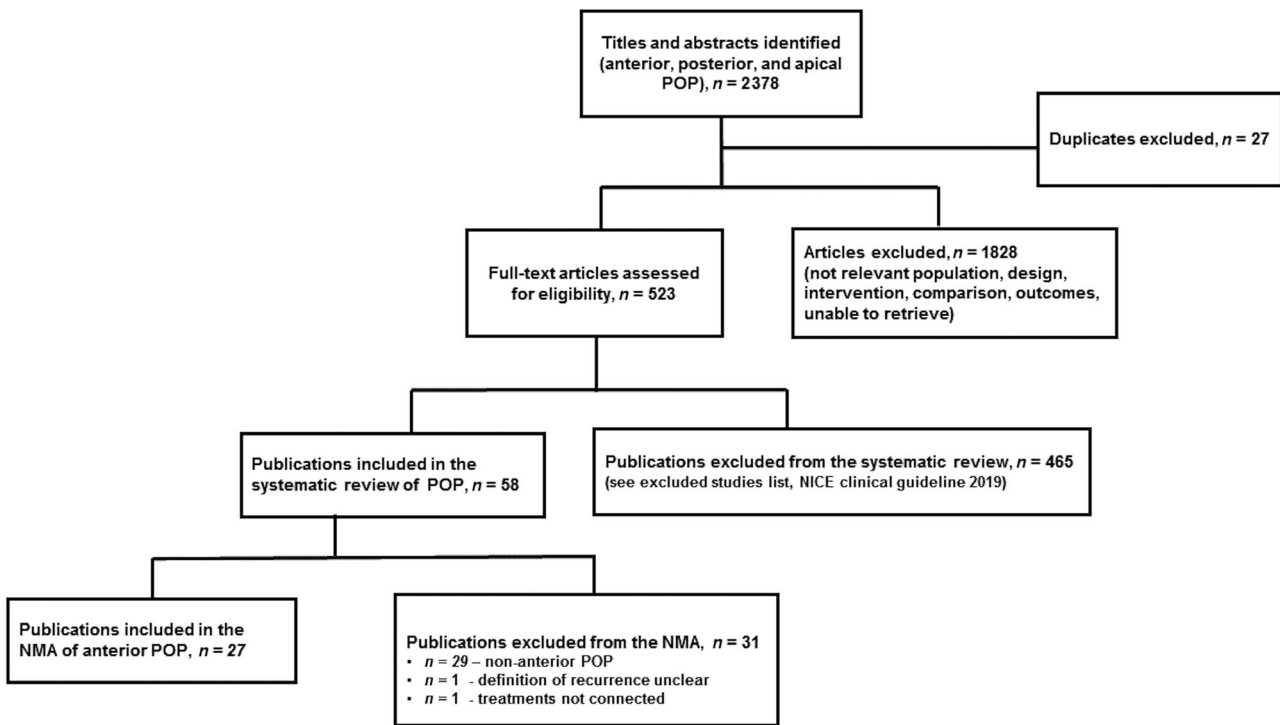 Titles and abstracts identified
(anterior, posterior, and apical
POP), n = 2378
Duplicates excluded, n = 27
Full-text articles assessed
for eligibility, n = 523
Articles excluded, n = 1828
(not relevant population, design,
intervention, comparison, outcomes,
unable to retrieve)
Publications included in the
systematic review of POP, n = 58
Publications excluded from the systematic review, n = 465
(see excluded studies list, NICE clinical guideline 2019)
Publications included in the
NMA of anterior POP, n = 27
Publications excluded from the NMA, n = 31
• n = 29 – non-anterior POP
• n = 1 - definition of recurrence unclear
• n = 1 - treatments not connected